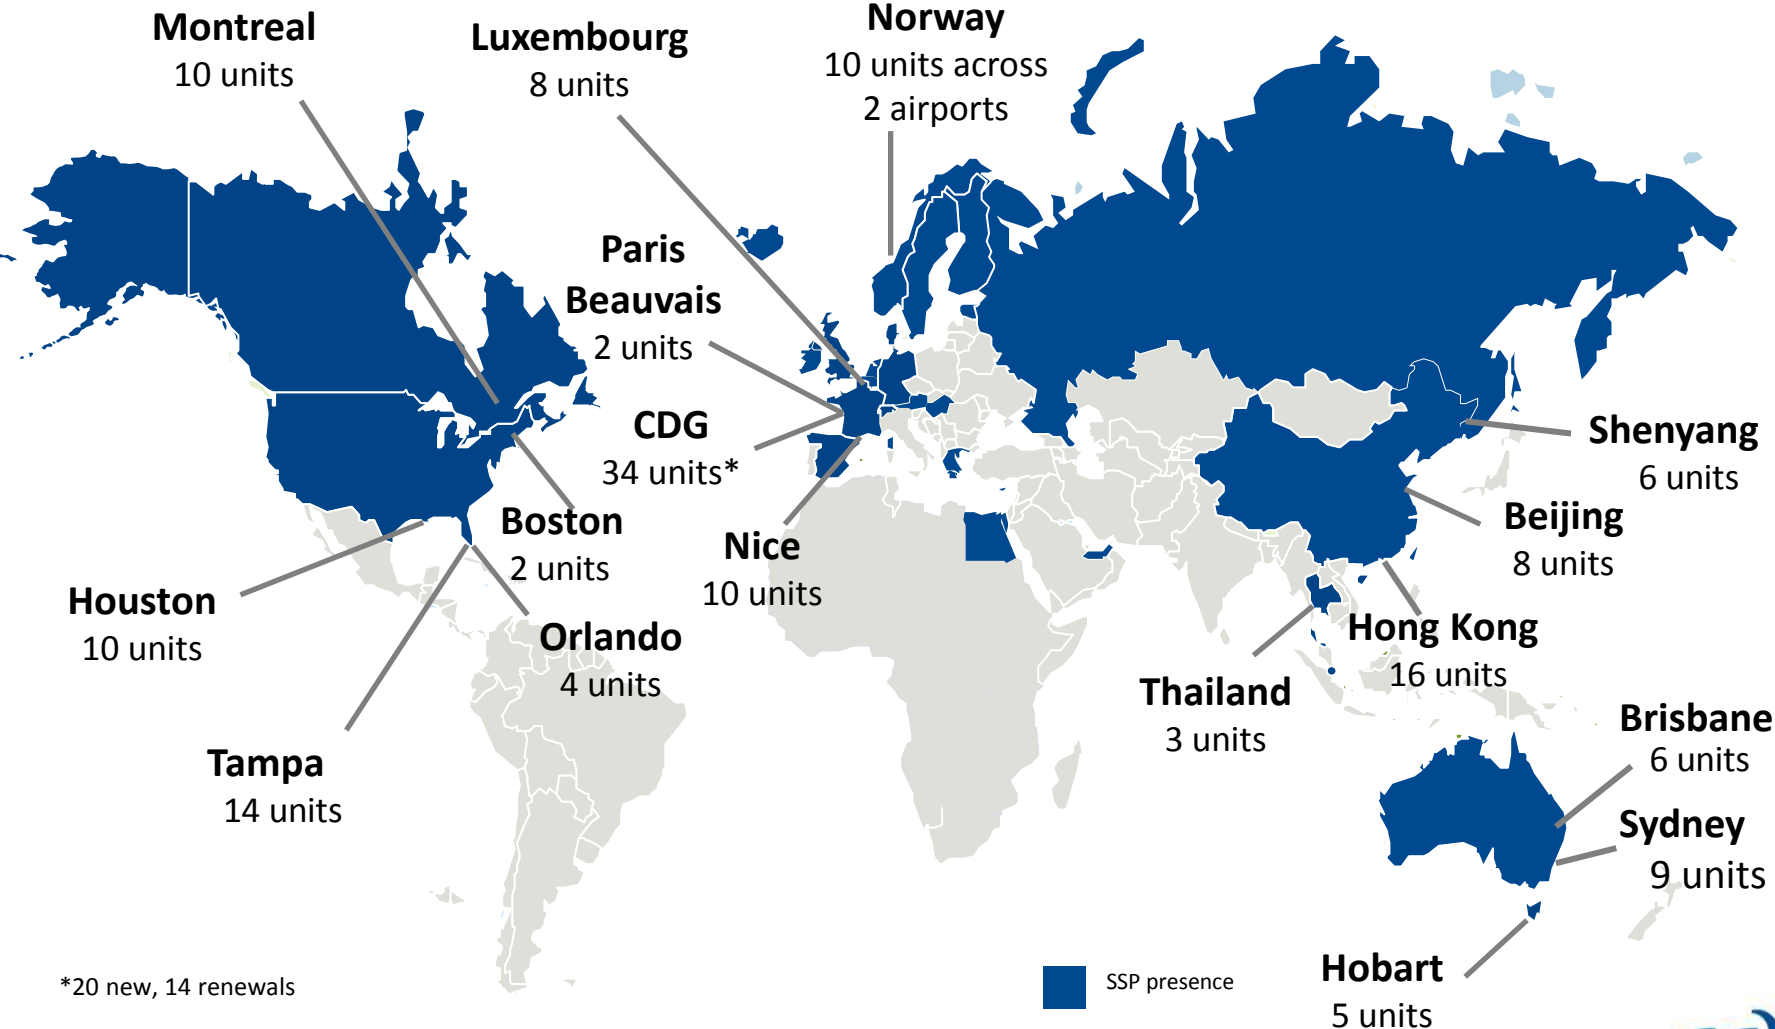 Montreal
10 units
Luxembourg
8 units
Norway
10 units across
2 airports
Paris
Beauvais
2 units
CDG
34 units*
Nice
10 units
Boston
2 units
Houston
10 units
Orlando
4 units
Tampa
14 units
Shenyang
6 units
Beijing
8 units
Hong Kong
16 units
Thailand
3 units
Brisbane
6 units
Sydney
9 units
Hobart
5 units
*20 new, 14 renewals
SSP presence